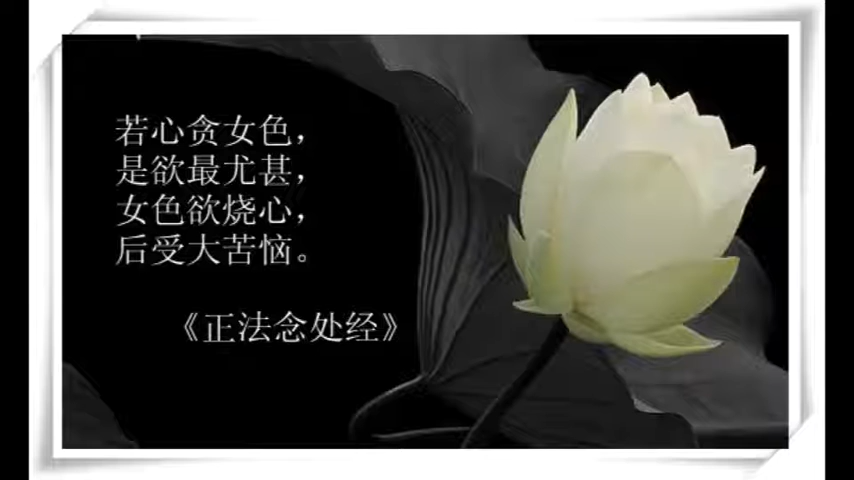 若心贪女色，
是欲最尤甚，
女色欲烧心，
后受大苦恼。
《正法念处经》